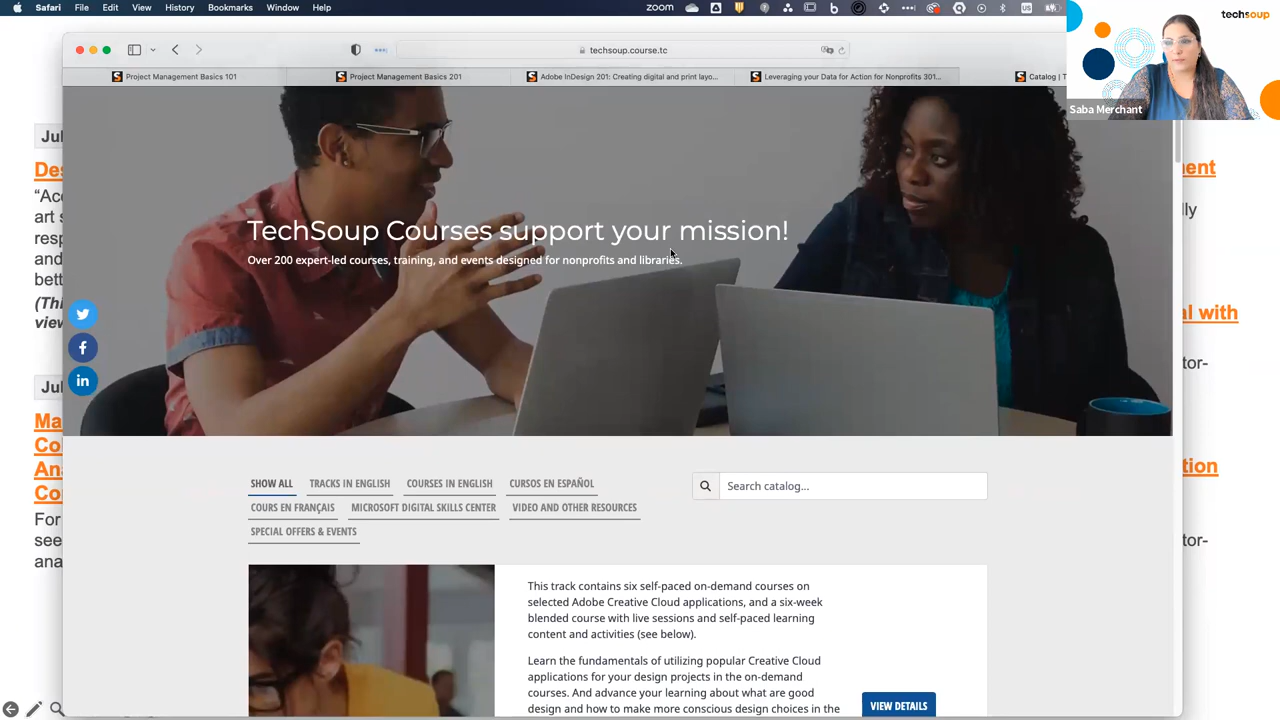 Safari File Edit View History Bookmarks Window Help zoom
techsoup
techsoup.course.tc
Project Management Basics 101
Project Management Basics 201
Adobe InDesign 201: Creating digital and print layo...
Leveraging your Data for Action for Nonprofits 301...
Catalog | T
Saba Merchant
TechSoup Courses support your mission!
Over 200 expert-led courses, training, and events designed for nonprofits and libraries.
SHOW ALL TRACKS IN ENGLISH COURSES IN ENGLISH CURSOS EN ESPAÑOL
COURS EN FRANÇAIS MICROSOFT DIGITAL SKILLS CENTER VIDEO AND OTHER RESOURCES
SPECIAL OFFERS & EVENTS
Search catalog...
This track contains six self-paced on-demand courses on
selected Adobe Creative Cloud applications, and a six-week
blended course with live sessions and self-paced learning
content and activities (see below).
Learn the fundamentals of utilizing popular Creative Cloud
applications for your design projects in the on-demand
courses. And advance your learning about what are good
design and how to make more conscious design choices in the
VIEW DETAILS